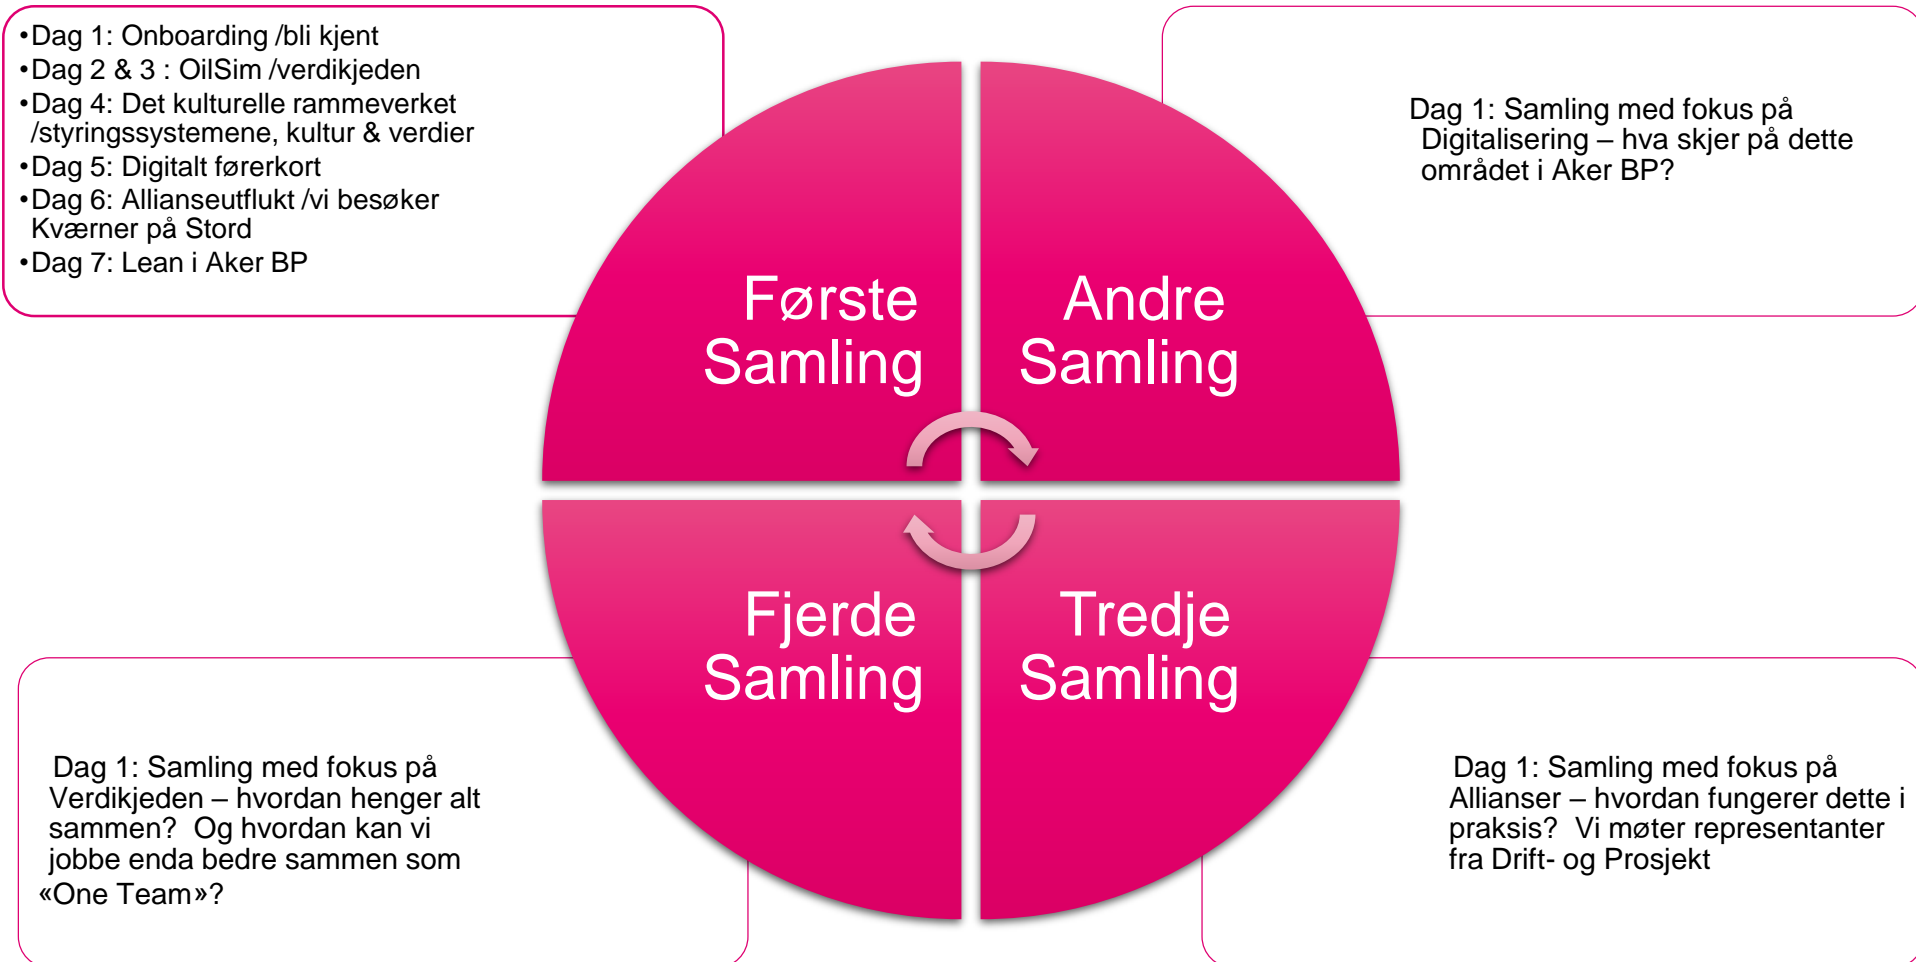 •Dag 1: Onboarding /bli kjent
•Dag 2 & 3 : OilSim /verdikjeden
•Dag 4: Det kulturelle rammeverket
/styringssystemene, kultur & verdier
•Dag 5: Digitalt førerkort
•Dag 6: Allianseutflukt /vi besøker
Kværner på Stord
•Dag 7: Lean i Aker BP
Dag 1: Samling med fokus på
Digitalisering – hva skjer på dette
området i Aker BP?
Første
Samling
Andre
Samling
Fjerde
Samling
Tredje
Samling
Dag 1: Samling med fokus på
Verdikjeden – hvordan henger alt
sammen?  Og hvordan kan vi
jobbe enda bedre sammen som
«One Team»?
Dag 1: Samling med fokus på
Allianser – hvordan fungerer dette i
praksis?  Vi møter representanter
fra Drift- og Prosjekt